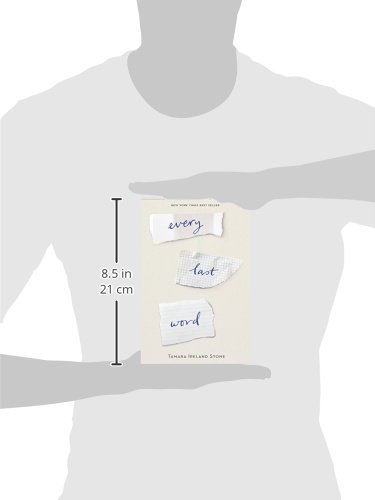 NEW YORK TIMES BEST SELLER
every
8.5 in
21 cm
last
word
TAMARA IRELAND STONE